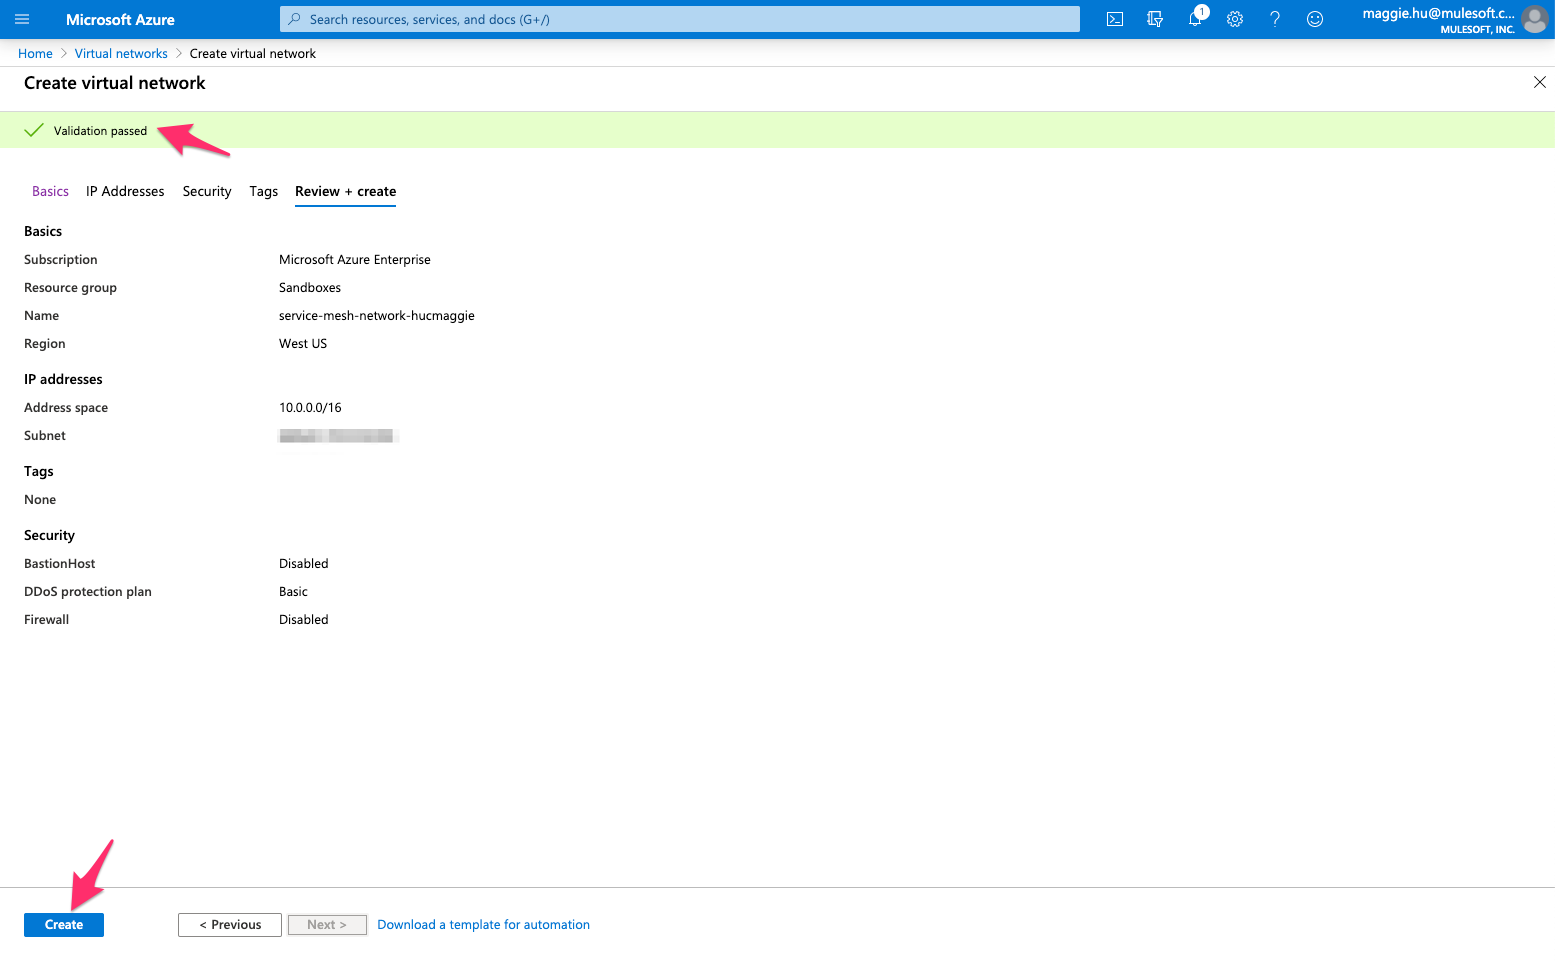 Microsoft Azure
Search resources, services, and docs (G+/)
1
maggie.hu@mulesoft.c...
MULESOFT, INC.
Home > Virtual networks > Create virtual network
Create virtual network
Validation passed
Basics IP Addresses Security Tags Review + create
Basics
Subscription Microsoft Azure Enterprise
Resource group Sandboxes
Name service-mesh-network-hucmaggie
Region West US
IP addresses
Address space 10.0.0.0/16
Subnet
Tags
None
Security
BastionHost Disabled
DDoS protection plan Basic
Firewall Disabled
Create < Previous Next > Download a template for automation